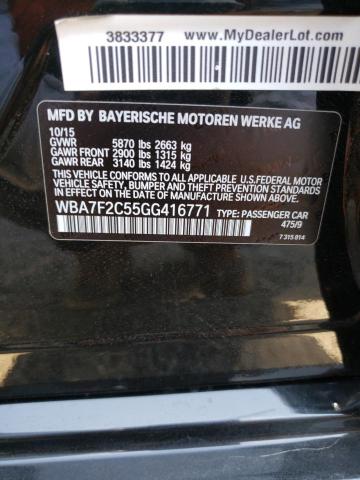 3833377 www.MyDealerLot.com
MFD BY BAYERISCHE MOTOREN WERKE AG
10/15
GVWR 5870 lbs 2663 kg
GAWR FRONT 2900 lbs 1315 kg
GAWR REAR 3140 lbs 1424 kg
THIS VEHICLE CONFORMS TO ALL APPLICABLE U.S.FEDERAL MOTOR
VEHICLE SAFETY, BUMPER, AND THEFT PREVENTION STANDARDS
IN EFFECT ON THE DATE OF MANUFACTURE SHOWN ABOVE.
WBA7F2C55GG416771 TYPE: PASSENGER CAR
475/9
7 315 814